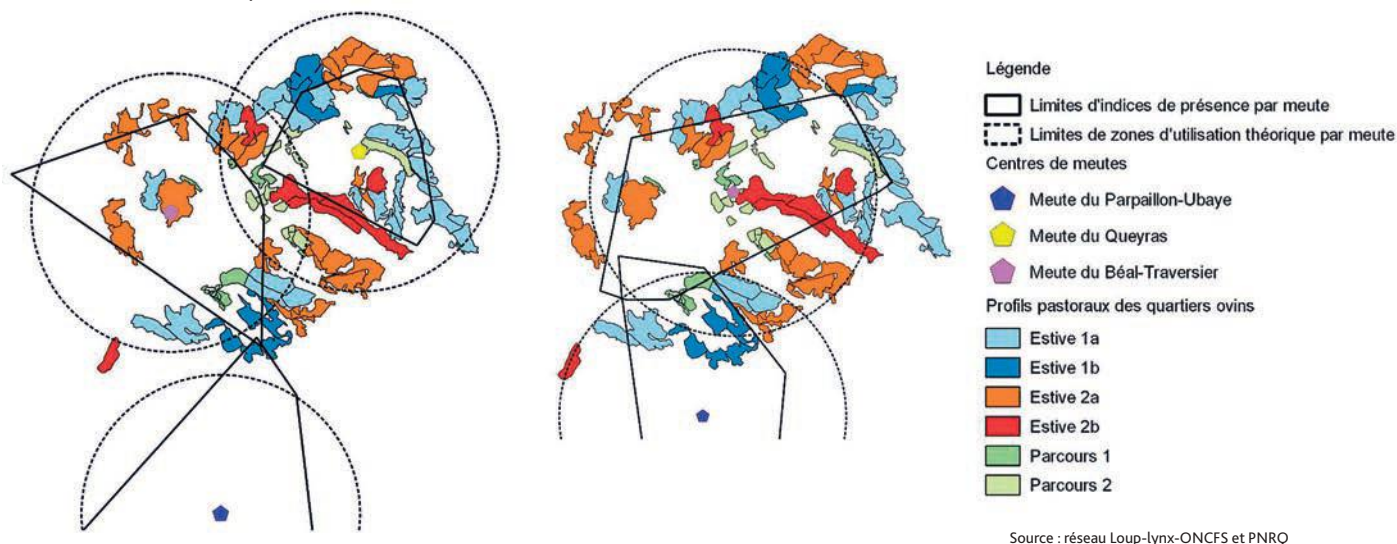 Légende
Limites d'indices de présence par meute
Limites de zones d'utilisation théorique par meute
Centres de meutes
Meute du Parpaillon-Ubaye
Meute du Queyras
Meute du Béal-Traversier
Profils pastoraux des quartiers ovins
Estive 1a
Estive 1b
Estive 2a
Estive 2b
Parcours 1
Parcours 2
Source : réseau Loup-lynx-ONCFS et PNRQ